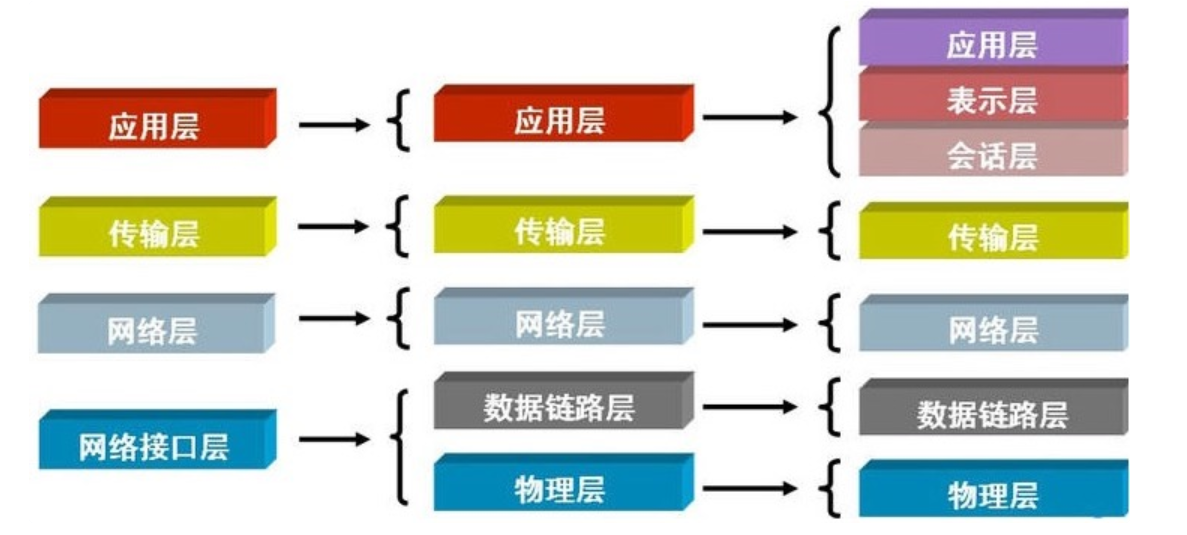 应用层
传输层
网络层
网络接口层
应用层
传输层
网络层
数据链路层
物理层
应用层
表示层
会话层
传输层
网络层
数据链路层
物理层